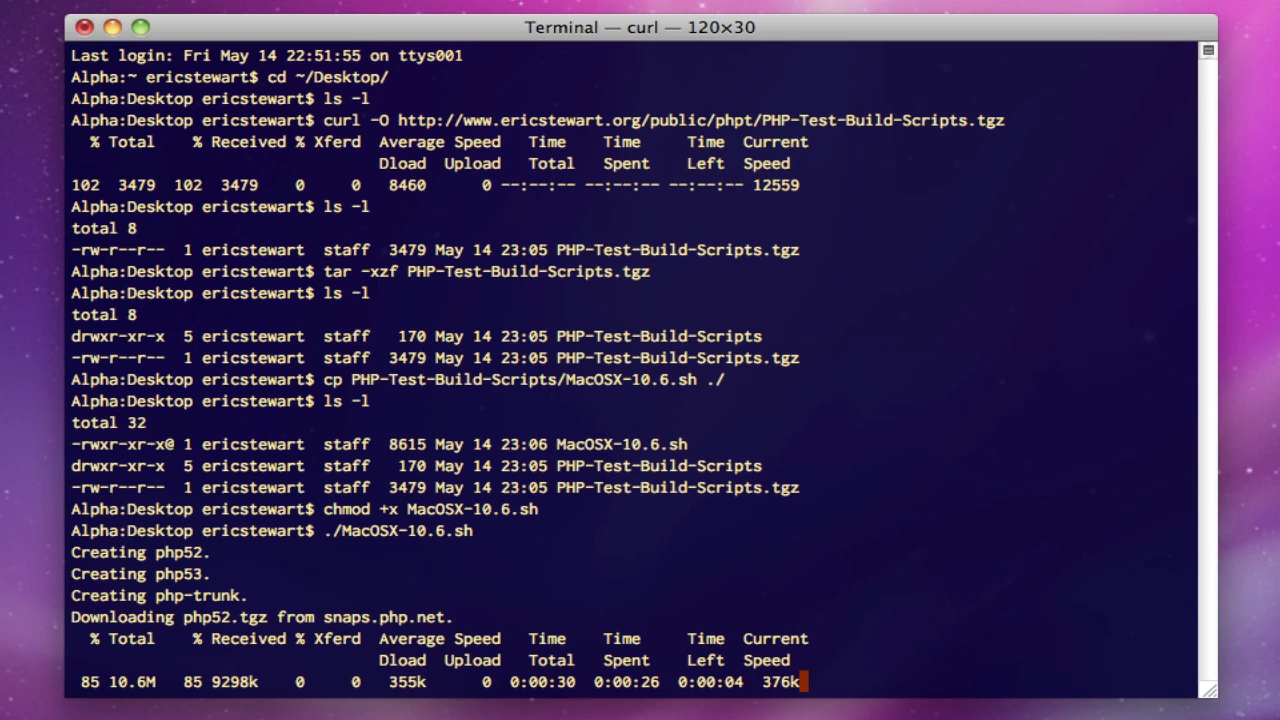 Terminal — curl — 120×30
Last login: Fri May 14 22:51:55 on ttys001
Alpha:~ ericstewart$ cd ~/Desktop/
Alpha:Desktop ericstewart$ ls -l
Alpha:Desktop ericstewart$ curl -O http://www.ericstewart.org/public/phpt/PHP-Test-Build-Scripts.tgz
  % Total    % Received % Xferd  Average Speed   Time    Time     Time  Current
                                 Dload  Upload   Total   Spent    Left  Speed
102  3479  102  3479    0     0   8460      0 --:--:-- --:--:-- --:--:-- 12559
Alpha:Desktop ericstewart$ ls -l
total 8
-rw-r--r--  1 ericstewart  staff  3479 May 14 23:05 PHP-Test-Build-Scripts.tgz
Alpha:Desktop ericstewart$ tar -xzf PHP-Test-Build-Scripts.tgz
Alpha:Desktop ericstewart$ ls -l
total 8
drwxr-xr-x  5 ericstewart  staff   170 May 14 23:05 PHP-Test-Build-Scripts
-rw-r--r--  1 ericstewart  staff  3479 May 14 23:05 PHP-Test-Build-Scripts.tgz
Alpha:Desktop ericstewart$ cp PHP-Test-Build-Scripts/MacOSX-10.6.sh ./
Alpha:Desktop ericstewart$ ls -l
total 32
-rwxr-xr-x@ 1 ericstewart  staff  8615 May 14 23:06 MacOSX-10.6.sh
drwxr-xr-x  5 ericstewart  staff   170 May 14 23:05 PHP-Test-Build-Scripts
-rw-r--r--  1 ericstewart  staff  3479 May 14 23:05 PHP-Test-Build-Scripts.tgz
Alpha:Desktop ericstewart$ chmod +x MacOSX-10.6.sh
Alpha:Desktop ericstewart$ ./MacOSX-10.6.sh
Creating php52.
Creating php53.
Creating php-trunk.
Downloading php52.tgz from snaps.php.net.
  % Total    % Received % Xferd  Average Speed   Time    Time     Time  Current
                                 Dload  Upload   Total   Spent    Left  Speed
 85 10.6M   85 9298k    0     0   355k      0  0:00:30  0:00:26  0:00:04  376k